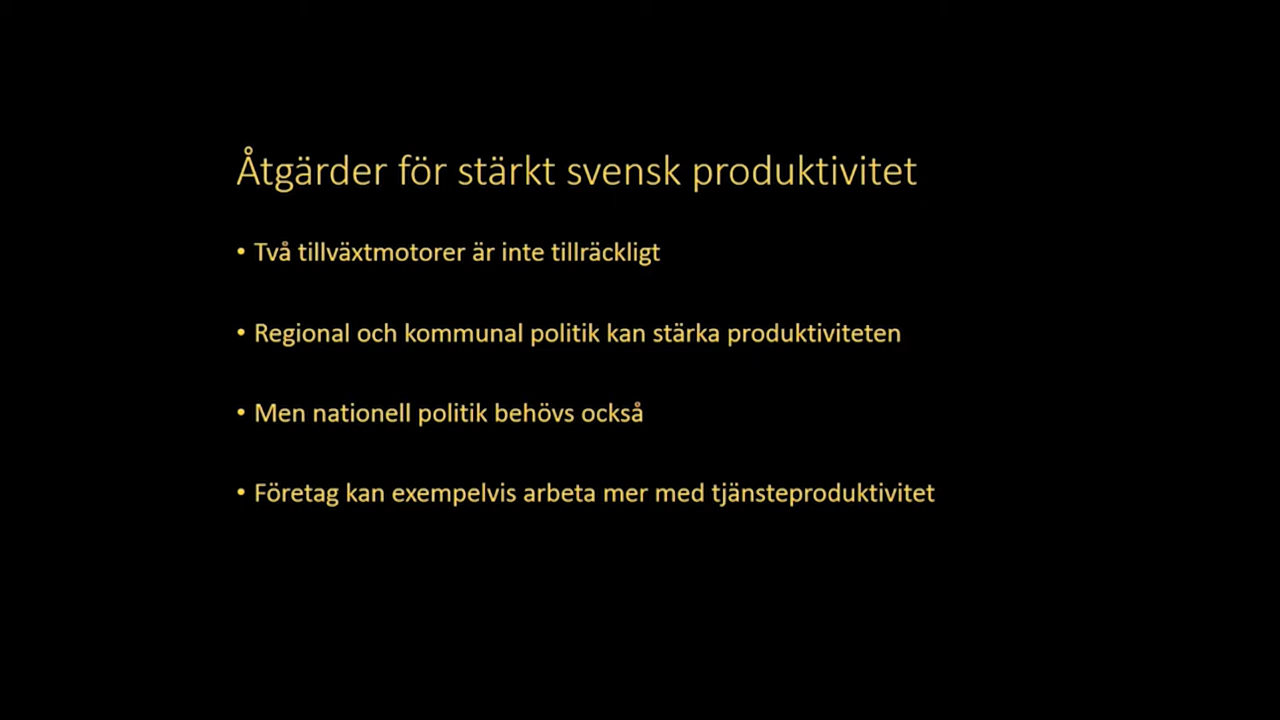 Åtgärder för stärkt svensk produktivitet
• Två tillväxtmotorer är inte tillräckligt
• Regional och kommunal politik kan stärka produktiviteten
• Men nationell politik behövs också
• Företag kan exempelvis arbeta mer med tjänsteproduktivitet